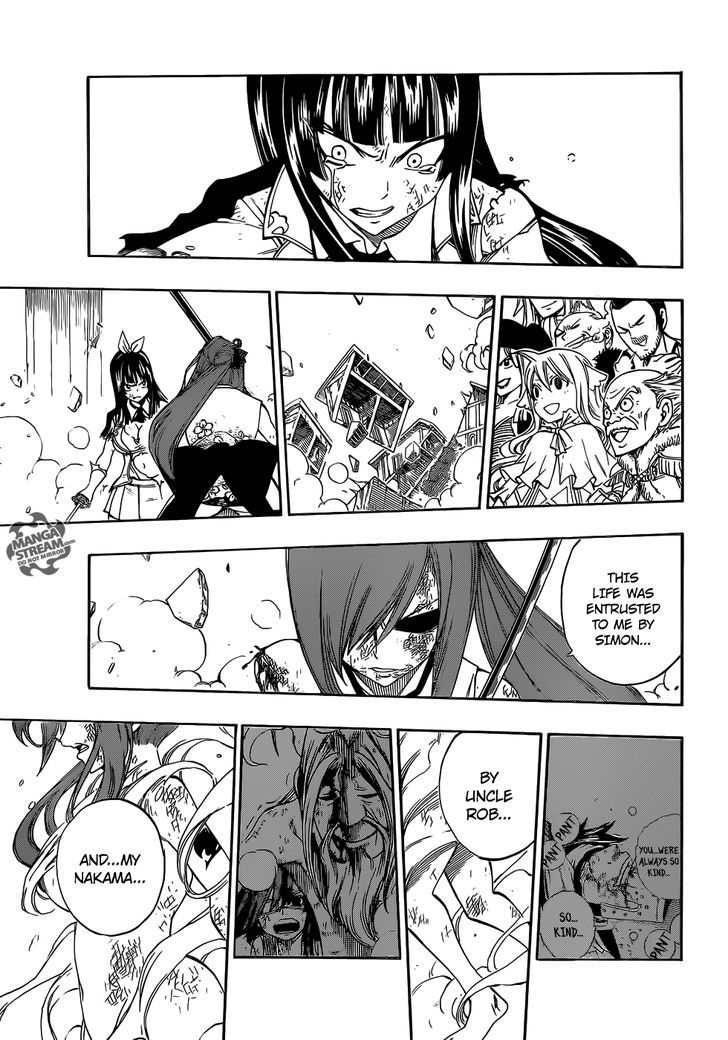 MANGA
STREAM.COM
DO NOT MIRROR
THIS
LIFE WAS
ENTRUSTED
TO ME BY
SIMON...
PANT PANT
YOU...WERE
ALWAYS SO
KIND...
SO...
KIND...
PANT
BY
UNCLE
ROB...
AND...MY
NAKAMA...